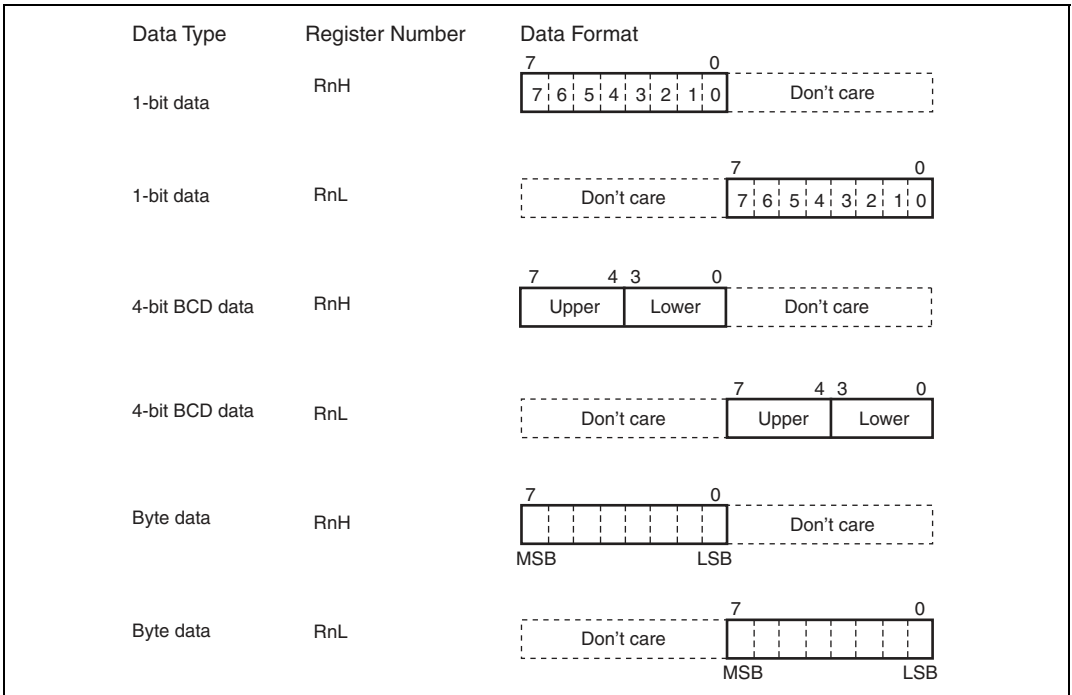 Data Type Register Number Data Format
7 0
1-bit data RnH 7 6 5 4 3 2 1 0 Don't care
7 0
1-bit data RnL Don't care 7 6 5 4 3 2 1 0
7 4 3 0
4-bit BCD data RnH Upper Lower Don't care
7 4 3 0
4-bit BCD data RnL Don't care Upper Lower
7 0
Byte data RnH Don't care
MSB LSB
7 0
Byte data RnL Don't care
MSB LSB